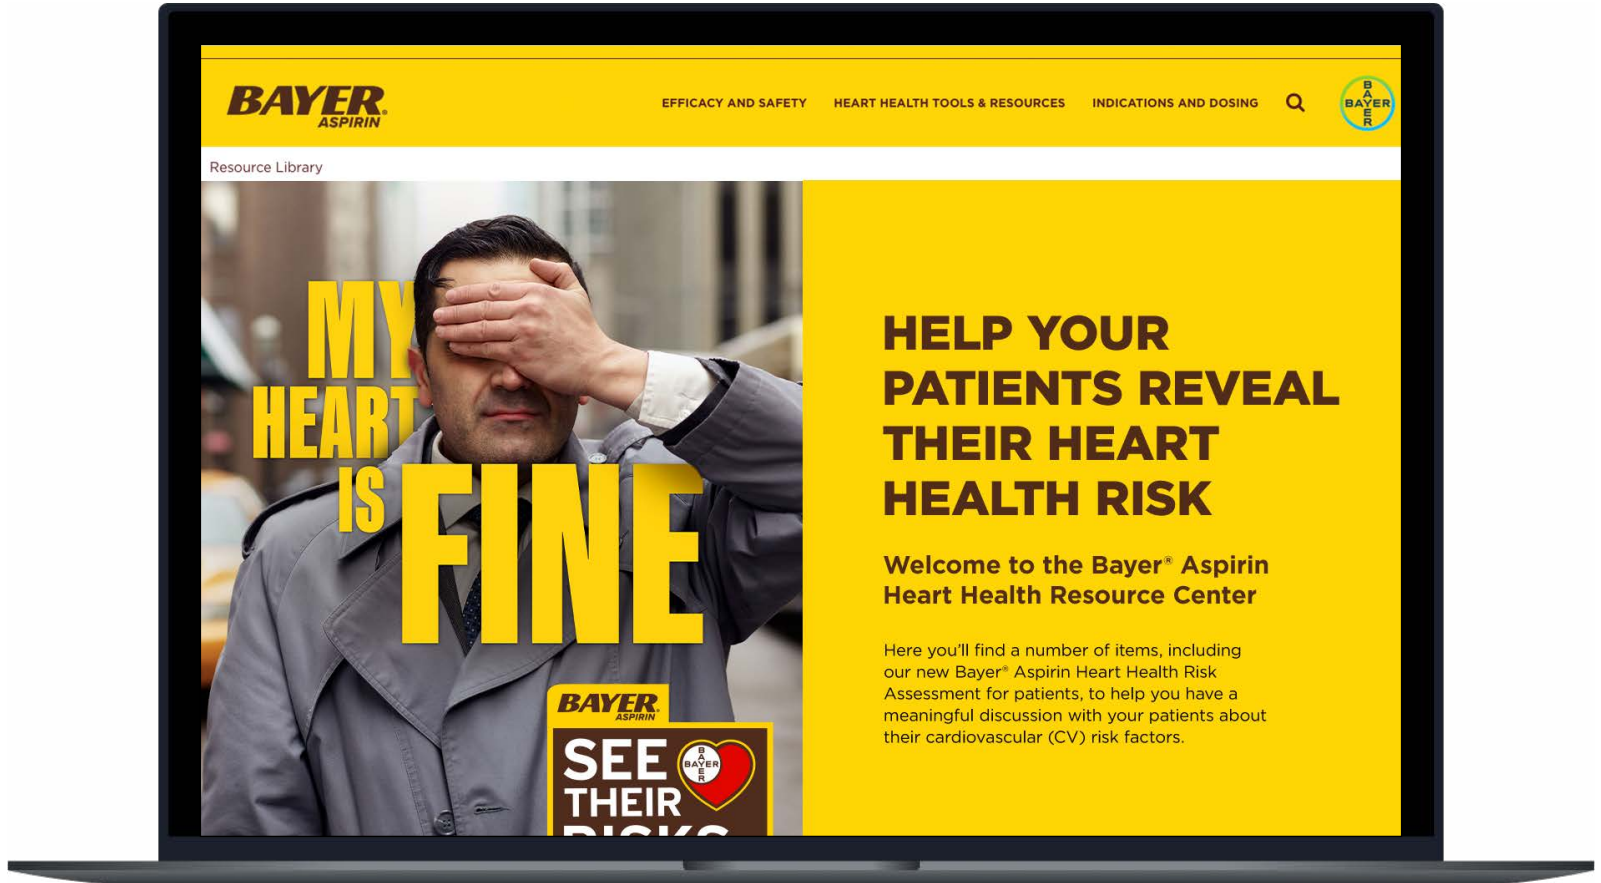 BAYER®
ASPIRIN
EFFICACY AND SAFETY
HEART HEALTH TOOLS & RESOURCES
INDICATIONS AND DOSING
BAYER
BAYER
Resource Library
MY
HEART
IS
FINE
BAYER®
ASPIRIN
SEE
THEIR
RISKS
BAYER
BAYER
HELP YOUR
PATIENTS REVEAL
THEIR HEART
HEALTH RISK
Welcome to the Bayer® Aspirin
Heart Health Resource Center
Here you’ll find a number of items, including
our new Bayer® Aspirin Heart Health Risk
Assessment for patients, to help you have a
meaningful discussion with your patients about
their cardiovascular (CV) risk factors.